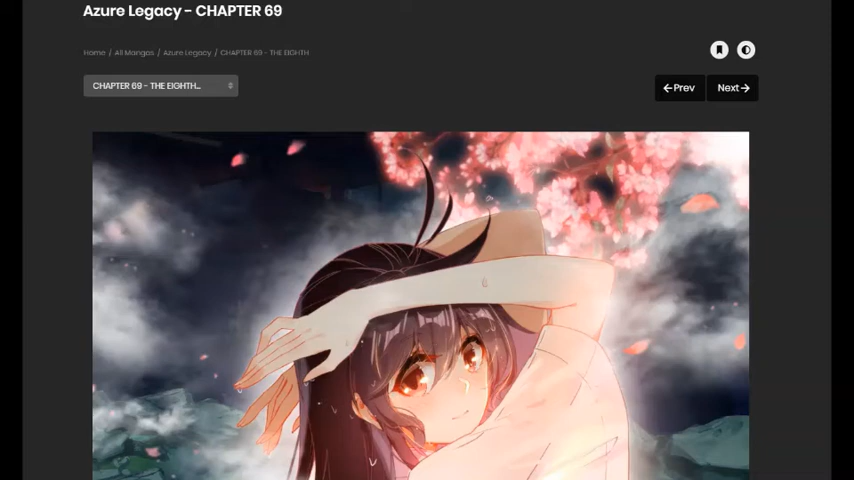 Azure Legacy - CHAPTER 69
Home / All Mangas / Azure Legacy / CHAPTER 69 - THE EIGHTH
CHAPTER 69 - THE EIGHTH...
Prev
Next